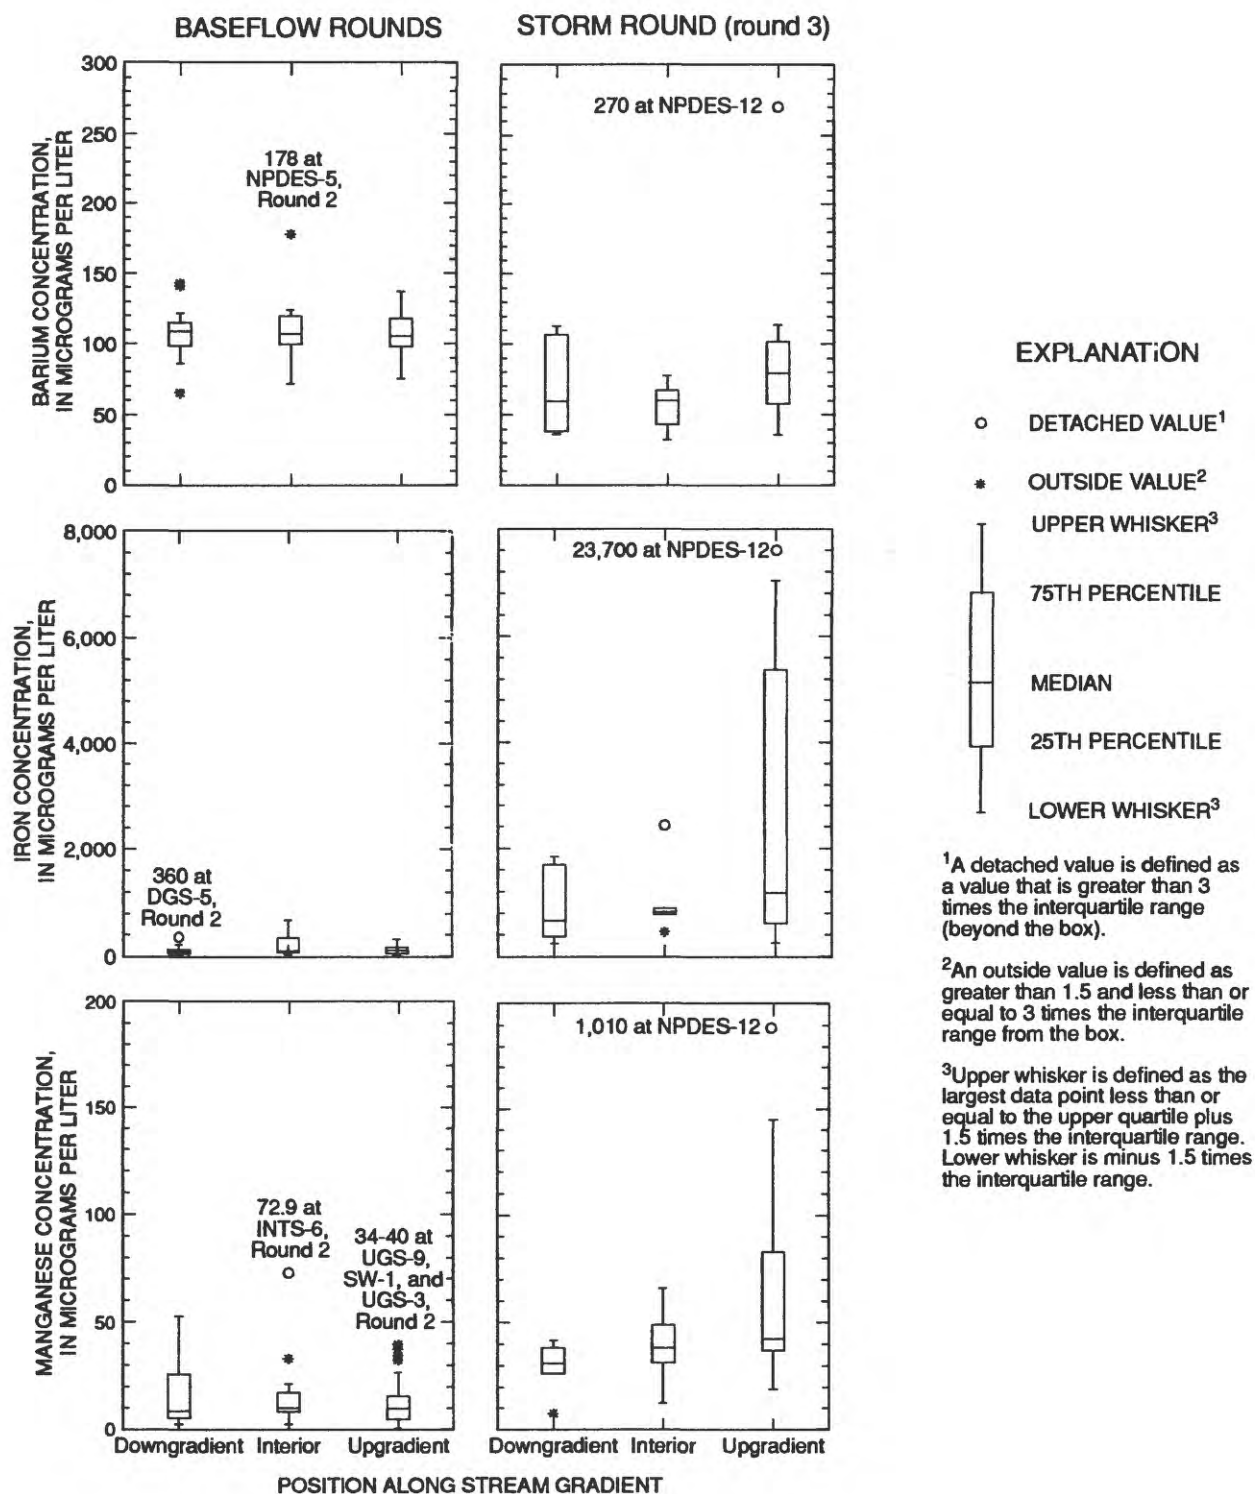 BASEFLOW ROUNDS
STORM ROUND (round 3)
BARIUM CONCENTRATION,
IN MICROGRAMS PER LITER
300
250
200
150
100
50
0
178 at
NPDES-5,
Round 2
270 at NPDES-12
IRON CONCENTRATION,
IN MICROGRAMS PER LITER
8,000
6,000
4,000
2,000
0
360 at
DGS-5,
Round 2
23,700 at NPDES-12
MANGANESE CONCENTRATION,
IN MICROGRAMS PER LITER
200
150
100
50
0
72.9 at
INTS-6,
Round 2
34-40 at
UGS-9,
SW-1, and
UGS-3,
Round 2
1,010 at NPDES-12
Downgradient Interior Upgradient
Downgradient Interior Upgradient
POSITION ALONG STREAM GRADIENT
EXPLANATiON
DETACHED VALUE1
OUTSIDE VALUE2
UPPER WHISKER3
75TH PERCENTILE
MEDIAN
25TH PERCENTILE
LOWER WHISKER3
1A detached value is defined as
a value that is greater than 3
times the interquartile range
(beyond the box).
2An outside value is defined as
greater than 1.5 and less than or
equal to 3 times the interquartile
range from the box.
3Upper whisker is defined as the
largest data point less than or
equal to the upper quartile plus
1.5 times the interquartile range.
Lower whisker is minus 1.5 times
the interquartile range.